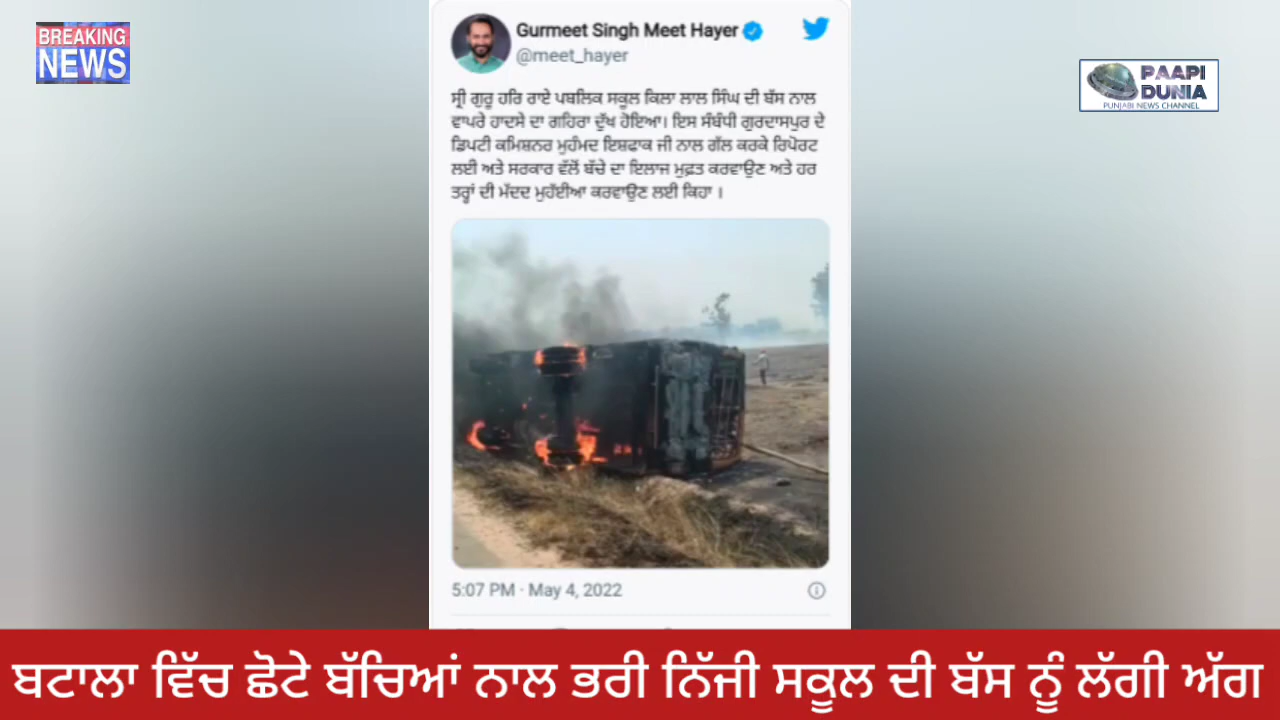 BREAKING
NEWS
Gurmeet Singh Meet Hayer
@meet_hayer
PAAPI
DUNIA
PUNJABI NEWS CHANNEL
ਸ੍ਰੀ ਗੁਰੂ ਹਰਿ ਰਾਏ ਪਬਲਿਕ ਸਕੂਲ ਕਿਲਾ ਲਾਲ ਸਿੰਘ ਦੀ ਬੱਸ ਨਾਲ
ਵਾਪਰੇ ਹਾਦਸੇ ਦਾ ਗਹਿਰਾ ਦੁੱਖ ਹੋਇਆ। ਇਸ ਸੰਬੰਧੀ ਗੁਰਦਾਸਪੁਰ ਦੇ
ਡਿਪਟੀ ਕਮਿਸ਼ਨਰ ਮੁਹੰਮਦ ਇਸ਼ਫਾਕ ਜੀ ਨਾਲ ਗੱਲ ਕਰਕੇ ਰਿਪੋਰਟ
ਲਈ ਅਤੇ ਸਰਕਾਰ ਵੱਲੋਂ ਬੱਚੇ ਦਾ ਇਲਾਜ ਮੁਫ਼ਤ ਕਰਵਾਉਣ ਅਤੇ ਹਰ
ਤਰ੍ਹਾਂ ਦੀ ਮੱਦਦ ਮੁਹੱਈਆ ਕਰਵਾਉਣ ਲਈ ਕਿਹਾ ।
5:07 PM · May 4, 2022
ਬਟਾਲਾ ਵਿੱਚ ਛੋਟੇ ਬੱਚਿਆਂ ਨਾਲ ਭਰੀ ਨਿੱਜੀ ਸਕੂਲ ਦੀ ਬੱਸ ਨੂੰ ਲੱਗੀ ਅੱਗ